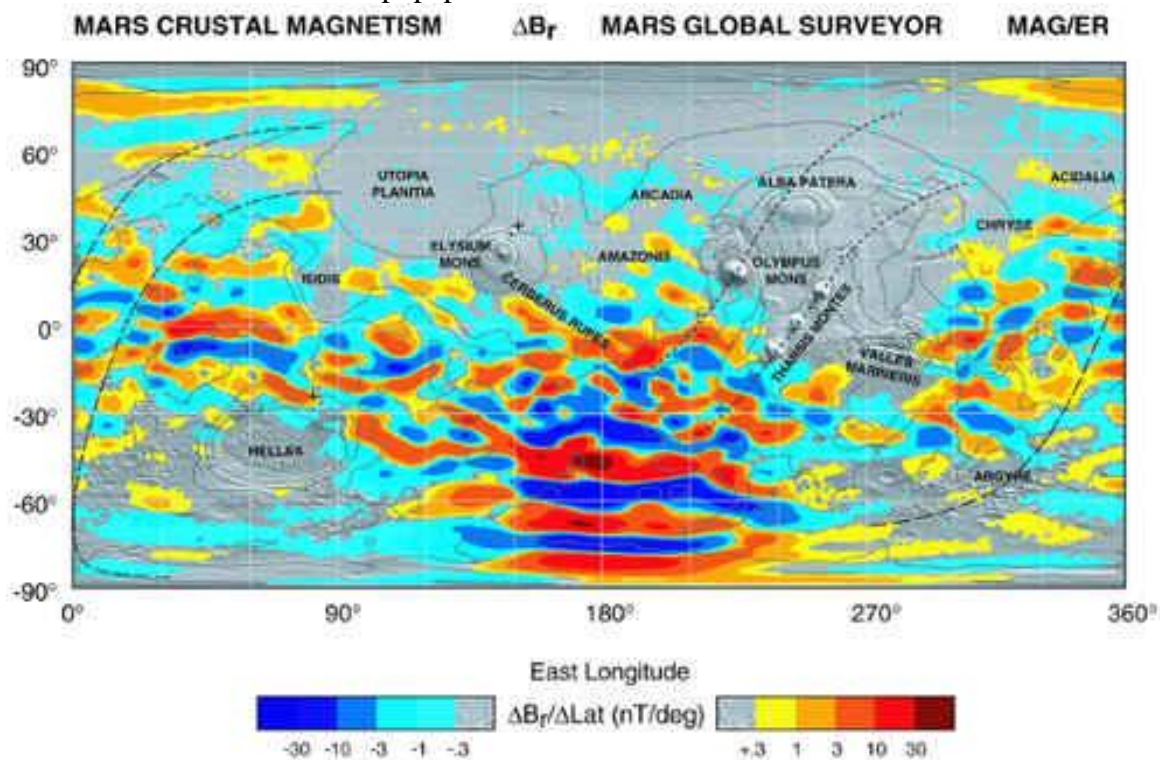 MARS CRUSTAL MAGNETISM ΔBr MARS GLOBAL SURVEYOR MAG/ER
90°
60°
30°
0°
-30°
-60°
-90°
UTOPIA
PLANITIA
ARCADIA
ALBA PATERA
ACIDALIA
CHRYSE
ELYSIUM
MONS
AMAZONIS
OLYMPUS
MONS
ISIDIS
CERBERUS RUPES
THARSIS MONTES
VALLES
MARINERIS
HELLAS
ARGYRE
0° 90° 180° 270° 360°
East Longitude
ΔBr/ΔLat (nT/deg)
-30 -10 -3 -1 -.3 +.3 1 3 10 30